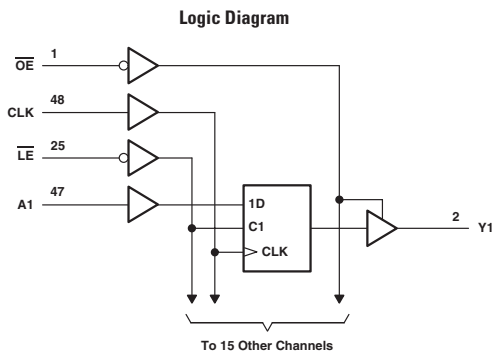 Logic Diagram
OE 1
CLK 48
LE 25
A1 47
1D
C1
CLK
2 Y1
To 15 Other Channels